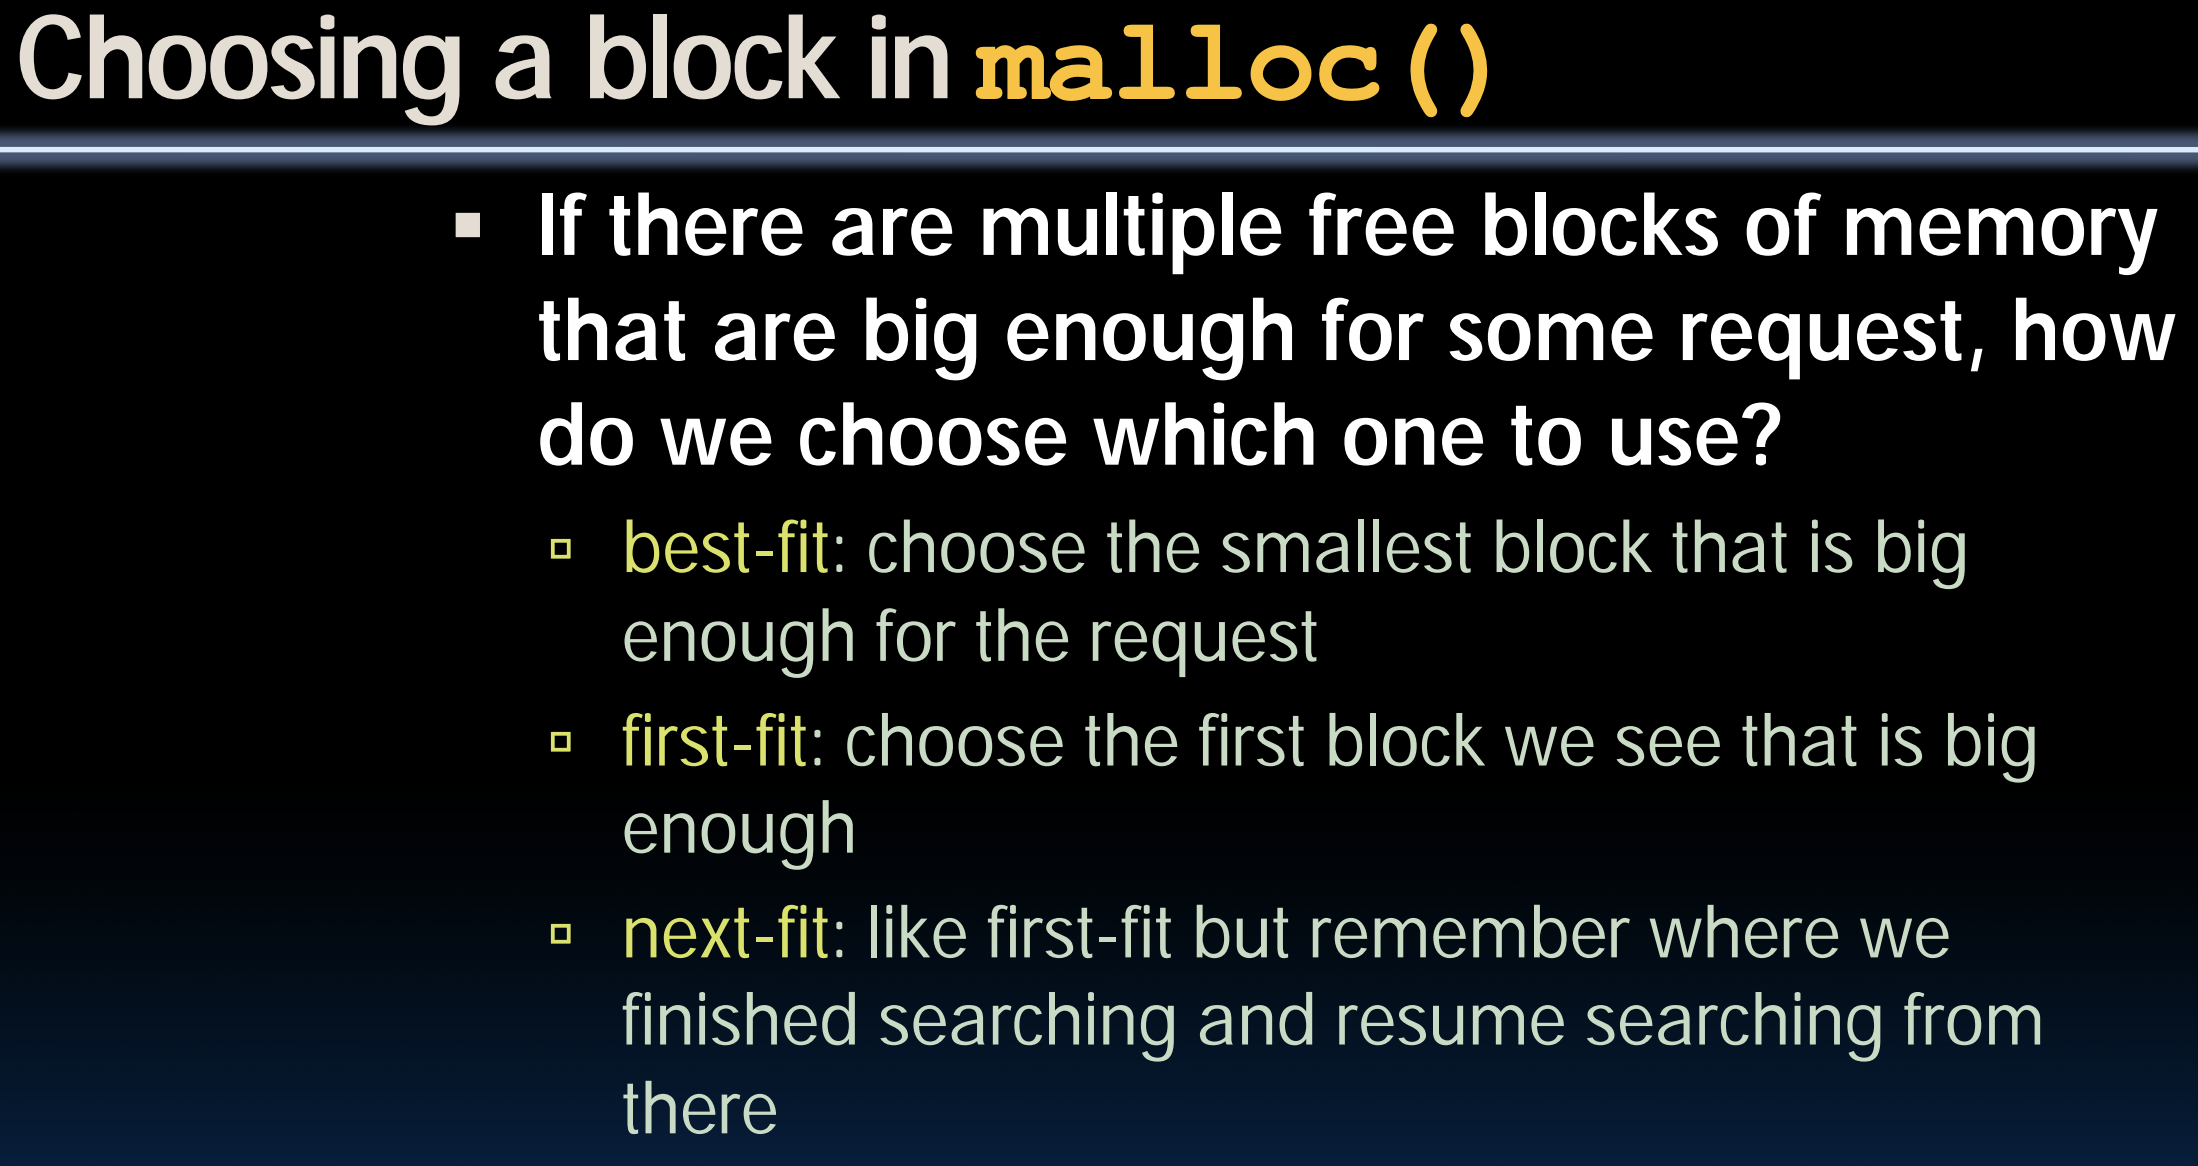 Choosing a block in malloc()
If there are multiple free blocks of memory
that are big enough for some request, how
do we choose which one to use?
best-fit: choose the smallest block that is big
enough for the request
first-fit: choose the first block we see that is big
enough
next-fit: like first-fit but remember where we
finished searching and resume searching from
there